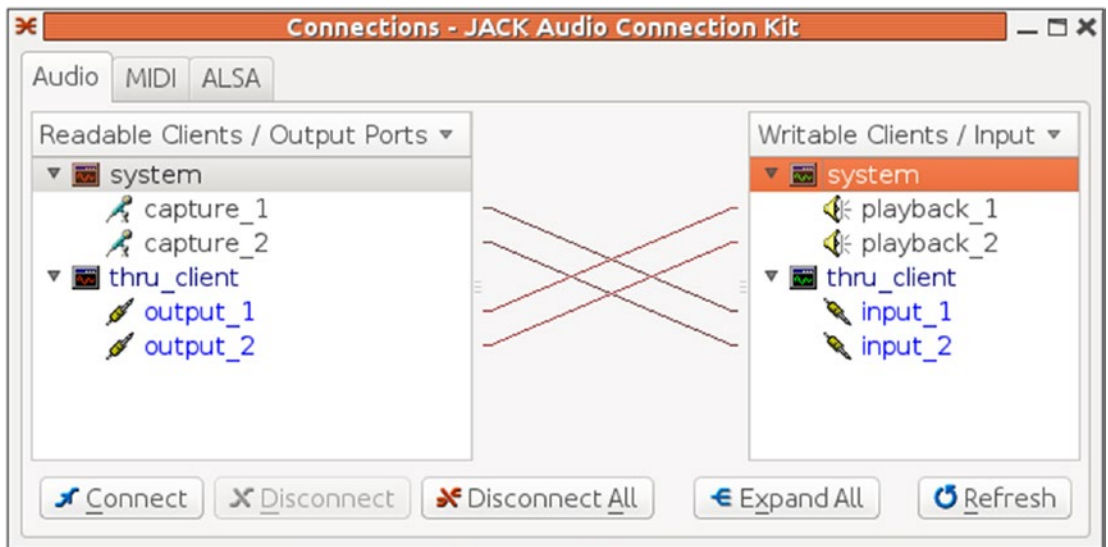 Connections - JACK Audio Connection Kit
Audio MIDI ALSA
Readable Clients / Output Ports
system
capture_1
capture_2
thru_client
output_1
output_2
Writable Clients / Input
system
playback_1
playback_2
thru_client
input_1
input_2
Connect Disconnect Disconnect All Expand All Refresh